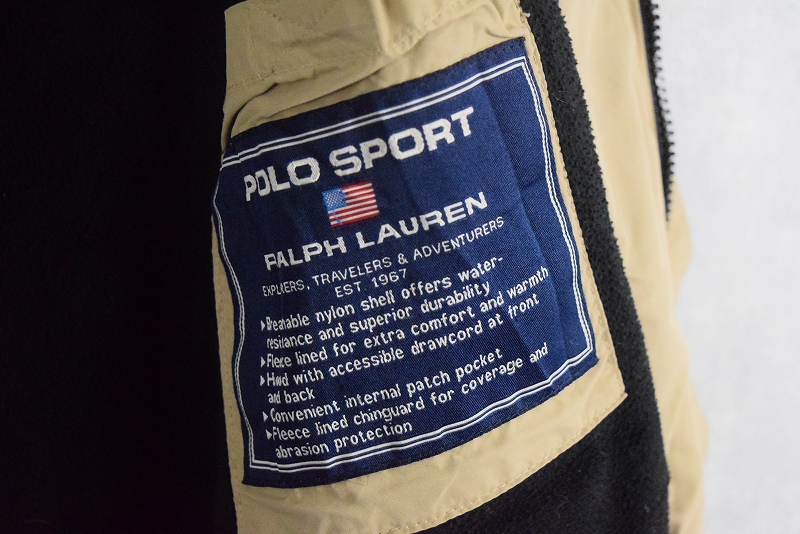 POLO SPORT
RALPH LAUREN
EXPLORERS, TRAVELERS & ADVENTURERS
EST 1967
▸Breathable nylon shell offers water-
resistance and superior durability
▸Fleece lined for extra comfort and warmth
▸Hood with accessible drawcord at front
and back
▸Convenient internal patch pocket
▸Fleece lined chinguard for coverage and
abrasion protection